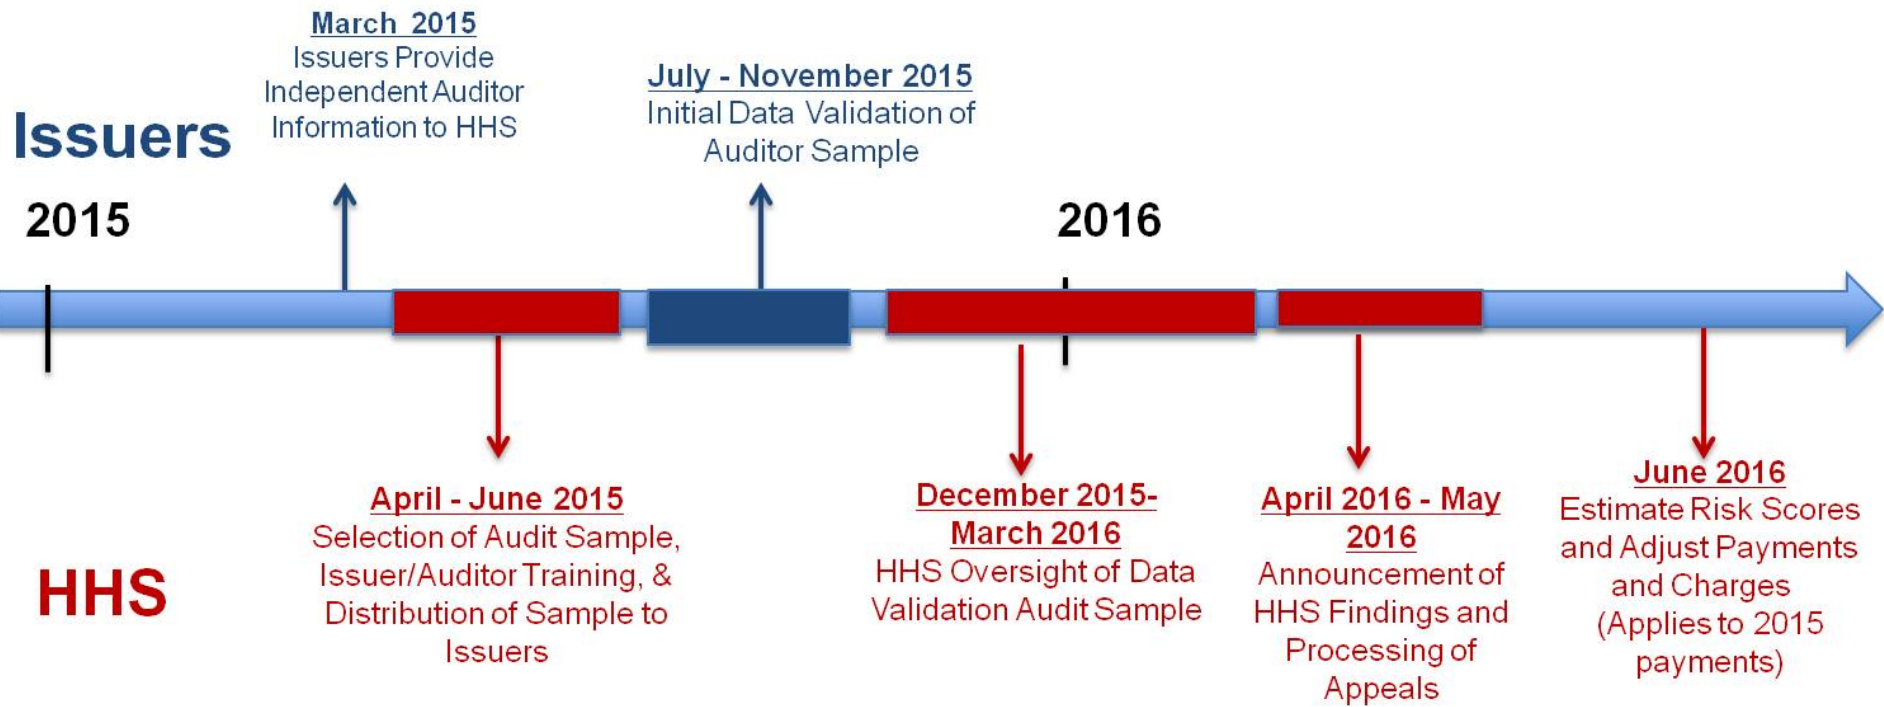 March 2015
Issuers Provide
Independent Auditor
Information to HHS
July - November 2015
Initial Data Validation of
Auditor Sample
Issuers
2015
2016
HHS
April - June 2015
Selection of Audit Sample,
Issuer/Auditor Training, &
Distribution of Sample to
Issuers
December 2015-
March 2016
HHS Oversight of Data
Validation Audit Sample
April 2016 - May
2016
Announcement of
HHS Findings and
Processing of
Appeals
June 2016
Estimate Risk Scores
and Adjust Payments
and Charges
(Applies to 2015
payments)